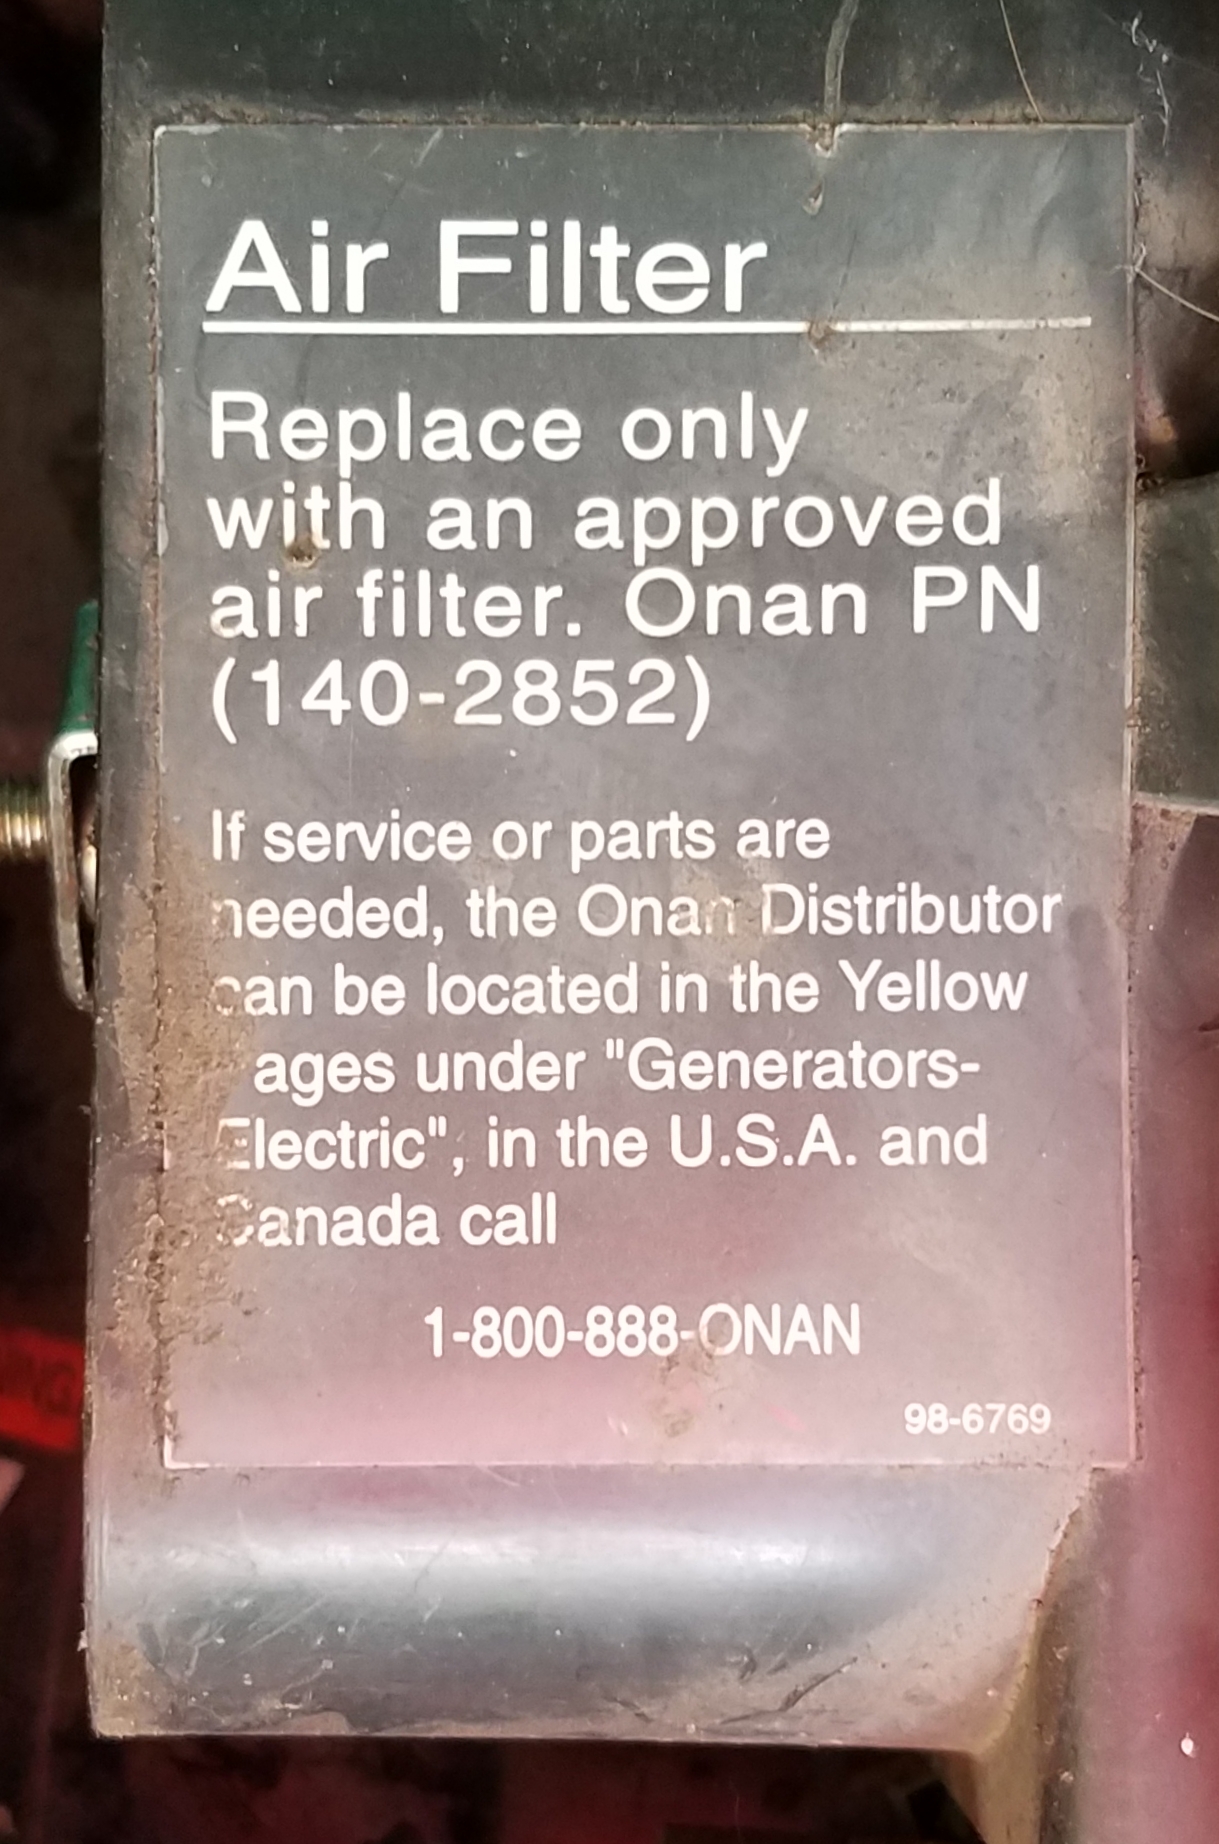 Air Filter
Replace only
with an approved
air filter. Onan PN
(140-2852)
If service or parts are
needed, the Onan Distributor
can be located in the Yellow
ages under "Generators-
Electric", in the U.S.A. and
Canada call
1-800-888-ONAN
98-6769